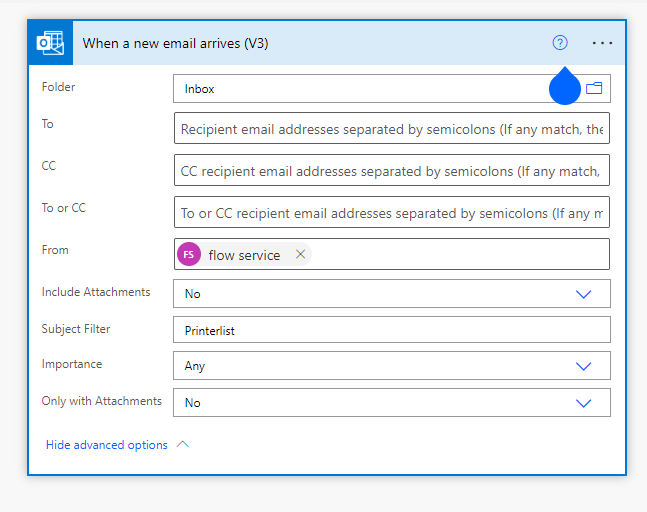 When a new email arrives (V3)
Folder
Inbox
To
Recipient email addresses separated by semicolons (If any match, the
CC
CC recipient email addresses separated by semicolons (If any match,
To or CC
To or CC recipient email addresses separated by semicolons (If any m
From
FS flow service
Include Attachments
No
Subject Filter
Printerlist
Importance
Any
Only with Attachments
No
Hide advanced options